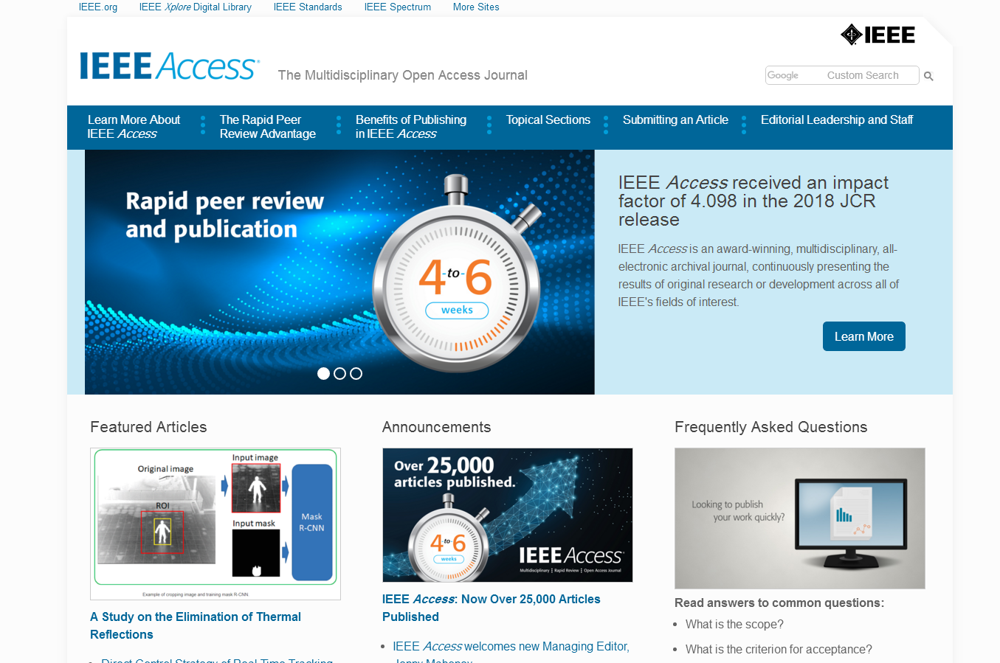 IEEE.org
IEEE Xplore Digital Library
IEEE Standards
IEEE Spectrum
More Sites
IEEE
IEEE Access®
The Multidisciplinary Open Access Journal
Google Custom Search
Learn More About
IEEE Access
The Rapid Peer
Review Advantage
Benefits of Publishing
in IEEE Access
Topical Sections
Submitting an Article
Editorial Leadership and Staff
Rapid peer review
and publication
4-to-6
weeks
IEEE Access received an impact
factor of 4.098 in the 2018 JCR
release
IEEE Access is an award-winning, multidisciplinary, all-
electronic archival journal, continuously presenting the
results of original research or development across all of
IEEE's fields of interest.
Learn More
Featured Articles
Original image
ROI
Input image
Input mask
Mask
R-CNN
Example of cropping image and training mask R-CNN.
A Study on the Elimination of Thermal
Reflections
Direct Control Strategy of Real-Time Tracking
Announcements
Over 25,000
articles published.
4-to-6
weeks
IEEE Access®
Multidisciplinary ⋮ Rapid Review ⋮ Open Access Journal
IEEE Access: Now Over 25,000 Articles
Published
IEEE Access welcomes new Managing Editor,
Jenny Mahoney
Frequently Asked Questions
Looking to publish
your work quickly?
Read answers to common questions:
What is the scope?
What is the criterion for acceptance?